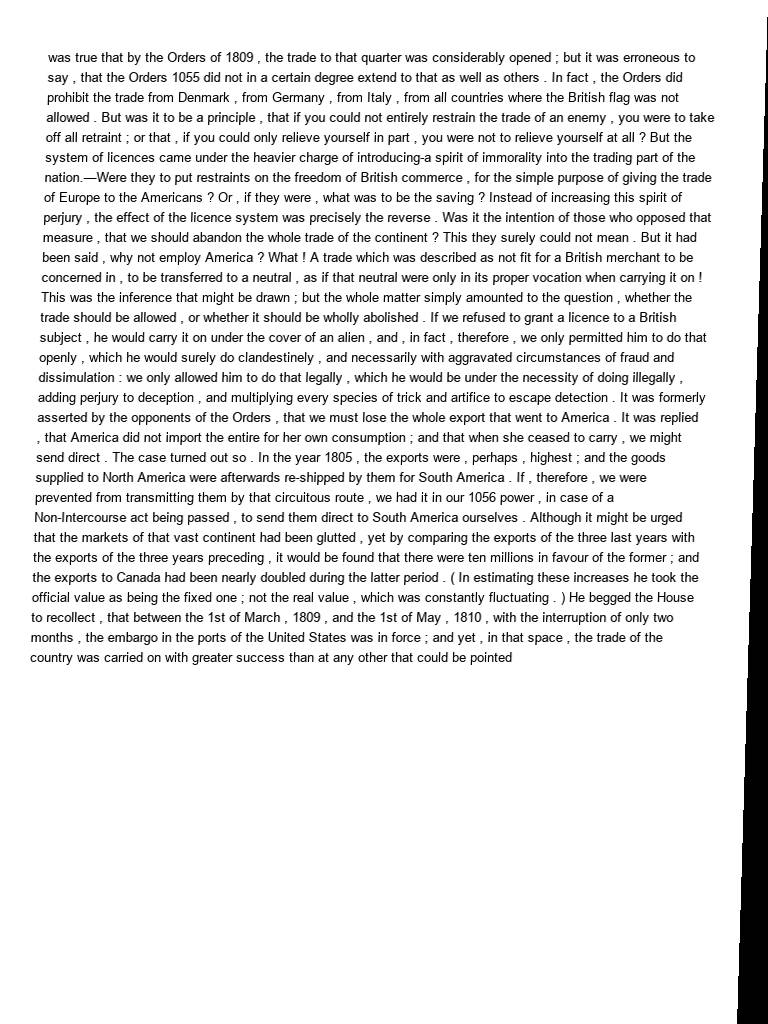 was true that by the Orders of 1809 , the trade to that quarter was considerably opened ; but it was erroneous to
say , that the Orders 1055 did not in a certain degree extend to that as well as others . In fact , the Orders did
prohibit the trade from Denmark , from Germany , from Italy , from all countries where the British flag was not
allowed . But was it to be a principle , that if you could not entirely restrain the trade of an enemy , you were to take
off all retraint ; or that , if you could only relieve yourself in part , you were not to relieve yourself at all ? But the
system of licences came under the heavier charge of introducing-a spirit of immorality into the trading part of the
nation.—Were they to put restraints on the freedom of British commerce , for the simple purpose of giving the trade
of Europe to the Americans ? Or , if they were , what was to be the saving ? Instead of increasing this spirit of
perjury , the effect of the licence system was precisely the reverse . Was it the intention of those who opposed that
measure , that we should abandon the whole trade of the continent ? This they surely could not mean . But it had
been said , why not employ America ? What ! A trade which was described as not fit for a British merchant to be
concerned in , to be transferred to a neutral , as if that neutral were only in its proper vocation when carrying it on !
This was the inference that might be drawn ; but the whole matter simply amounted to the question , whether the
trade should be allowed , or whether it should be wholly abolished . If we refused to grant a licence to a British
subject , he would carry it on under the cover of an alien , and , in fact , therefore , we only permitted him to do that
openly , which he would surely do clandestinely , and necessarily with aggravated circumstances of fraud and
dissimulation : we only allowed him to do that legally , which he would be under the necessity of doing illegally ,
adding perjury to deception , and multiplying every species of trick and artifice to escape detection . It was formerly
asserted by the opponents of the Orders , that we must lose the whole export that went to America . It was replied
, that America did not import the entire for her own consumption ; and that when she ceased to carry , we might
send direct . The case turned out so . In the year 1805 , the exports were , perhaps , highest ; and the goods
supplied to North America were afterwards re-shipped by them for South America . If , therefore , we were
prevented from transmitting them by that circuitous route , we had it in our 1056 power , in case of a
Non-Intercourse act being passed , to send them direct to South America ourselves . Although it might be urged
that the markets of that vast continent had been glutted , yet by comparing the exports of the three last years with
the exports of the three years preceding , it would be found that there were ten millions in favour of the former ; and
the exports to Canada had been nearly doubled during the latter period . ( In estimating these increases he took the
official value as being the fixed one ; not the real value , which was constantly fluctuating . ) He begged the House
to recollect , that between the 1st of March , 1809 , and the 1st of May , 1810 , with the interruption of only two
months , the embargo in the ports of the United States was in force ; and yet , in that space , the trade of the
country was carried on with greater success than at any other that could be pointed